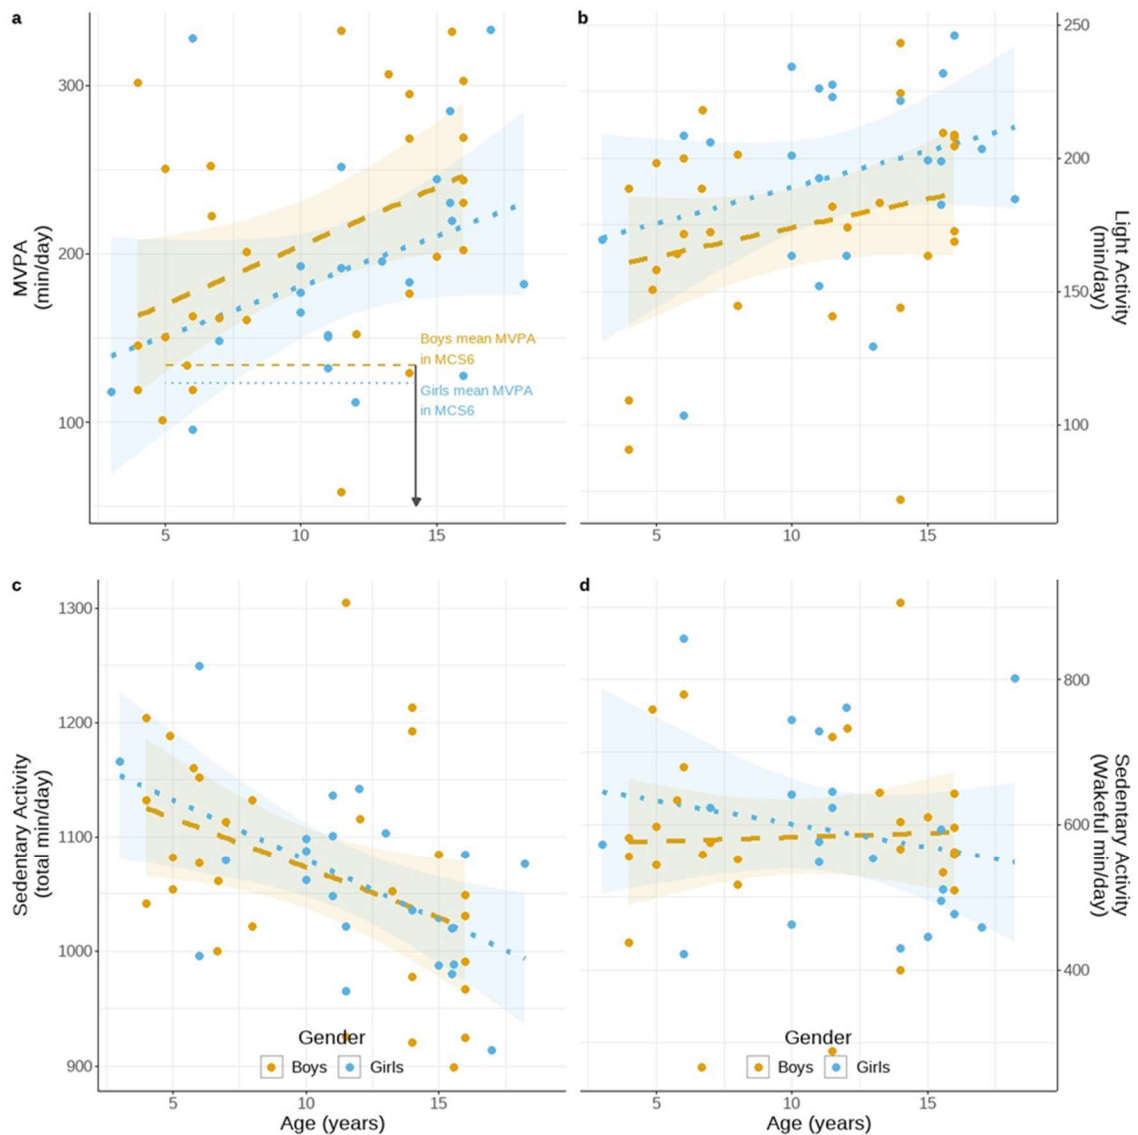 a
MVPA
(min/day)
300
200
100
Boys mean MVPA
in MCS6
Girls mean MVPA
in MCS6
5
10
15
b
250
200
150
100
Light Activity
(min/day)
5
10
15
c
Sedentary Activity
(total min/day)
1300
1200
1100
1000
900
Gender
Boys
Girls
5
10
15
Age (years)
d
800
600
400
Sedentary Activity
(Wakeful min/day)
Gender
Boys
Girls
5
10
15
Age (years)